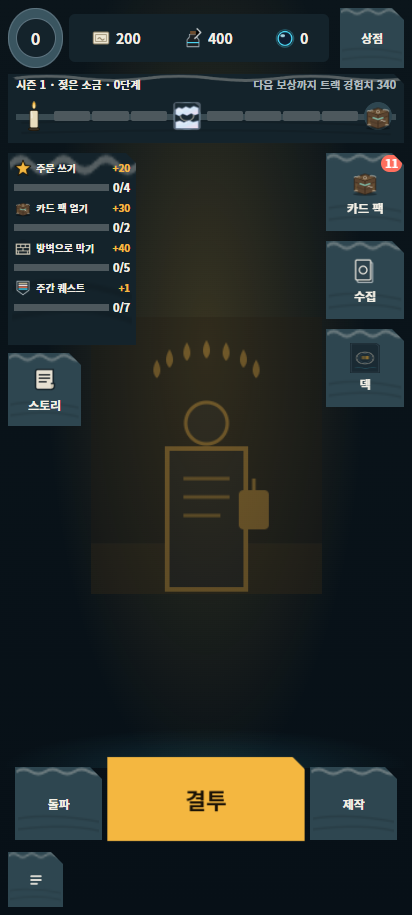 0
200
400
0
상점
시즌 1 · 젖은 소금 · 0단계
다음 보상까지 트랙 경험치 340
주문 쓰기 +20
0/4
카드 팩 열기 +30
0/2
방벽으로 막기 +40
0/5
주간 퀘스트 +1
0/7
11
카드 팩
수집
덱
스토리
돌파
결투
제작